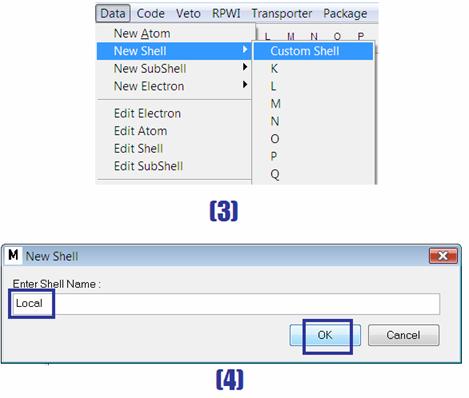 Data Code Veto RPWI Transporter Package
New Atom
L M N O P
New Shell
Custom Shell
New SubShell
K
New Electron
L
M
Edit Electron
N
Edit Atom
O
Edit Shell
P
Edit SubShell
Q
(3)
M New Shell
Enter Shell Name :
Local
OK Cancel
(4)